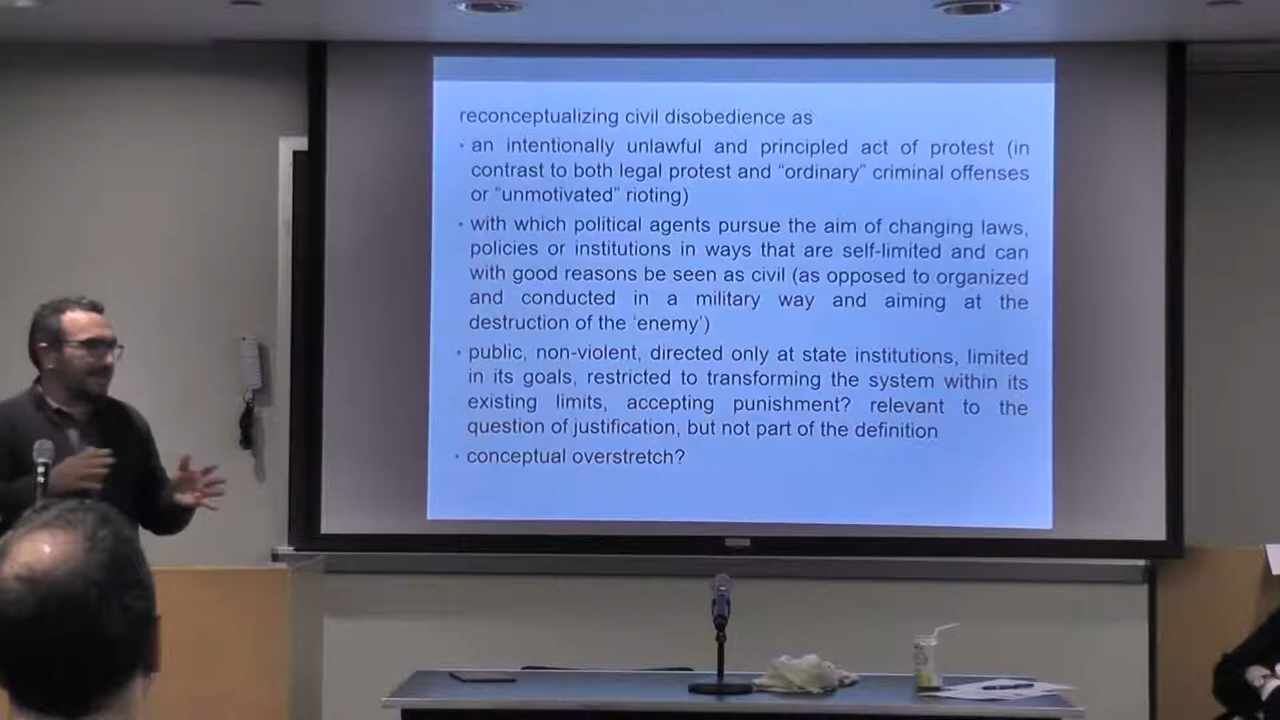 reconceptualizing civil disobedience as
• an intentionally unlawful and principled act of protest (in
contrast to both legal protest and “ordinary” criminal offenses
or “unmotivated” rioting)
• with which political agents pursue the aim of changing laws,
policies or institutions in ways that are self-limited and can
with good reasons be seen as civil (as opposed to organized
and conducted in a military way and aiming at the
destruction of the ‘enemy’)
• public, non-violent, directed only at state institutions, limited
in its goals, restricted to transforming the system within its
existing limits, accepting punishment? relevant to the
question of justification, but not part of the definition
• conceptual overstretch?